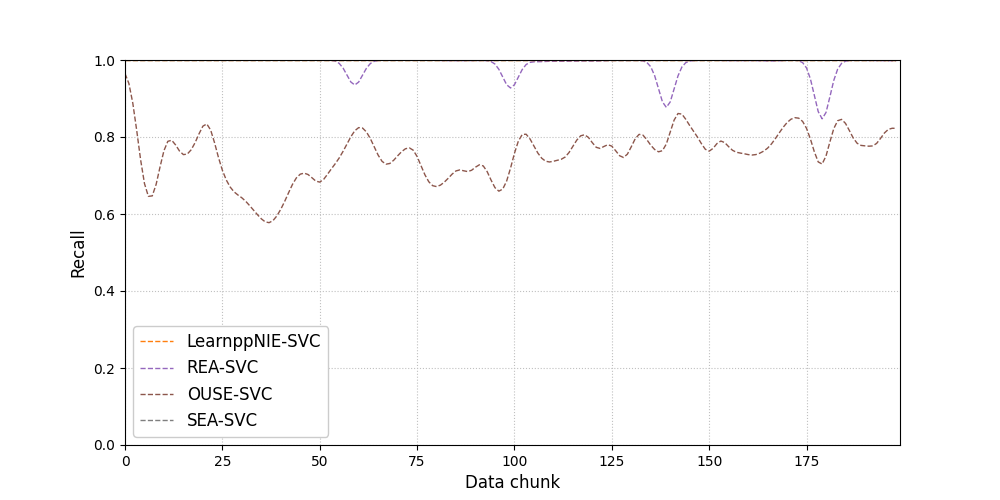 1.0
0.8
0.6
0.4
0.2
0.0
Recall
LearnppNIE-SVC
REA-SVC
OUSE-SVC
SEA-SVC
0 25 50 75 100 125 150 175
Data chunk